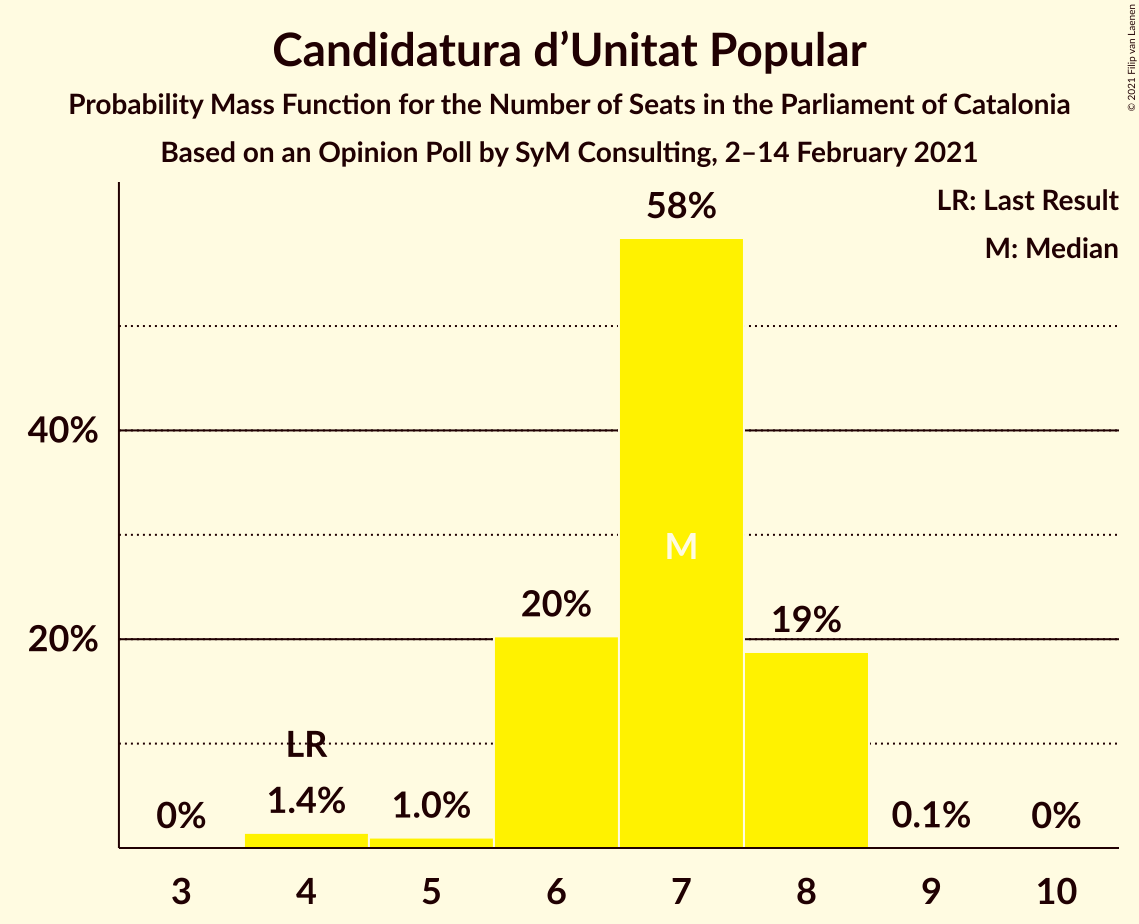 Candidatura d’Unitat Popular
Probability Mass Function for the Number of Seats in the Parliament of Catalonia
Based on an Opinion Poll by SyM Consulting, 2–14 February 2021
© 2021 Filip van Laenen
LR: Last Result
M: Median
58%
40%
M
20%
19%
20%
LR
0%
1.4%
1.0%
0.1%
0%
3
4
5
6
7
8
9
10